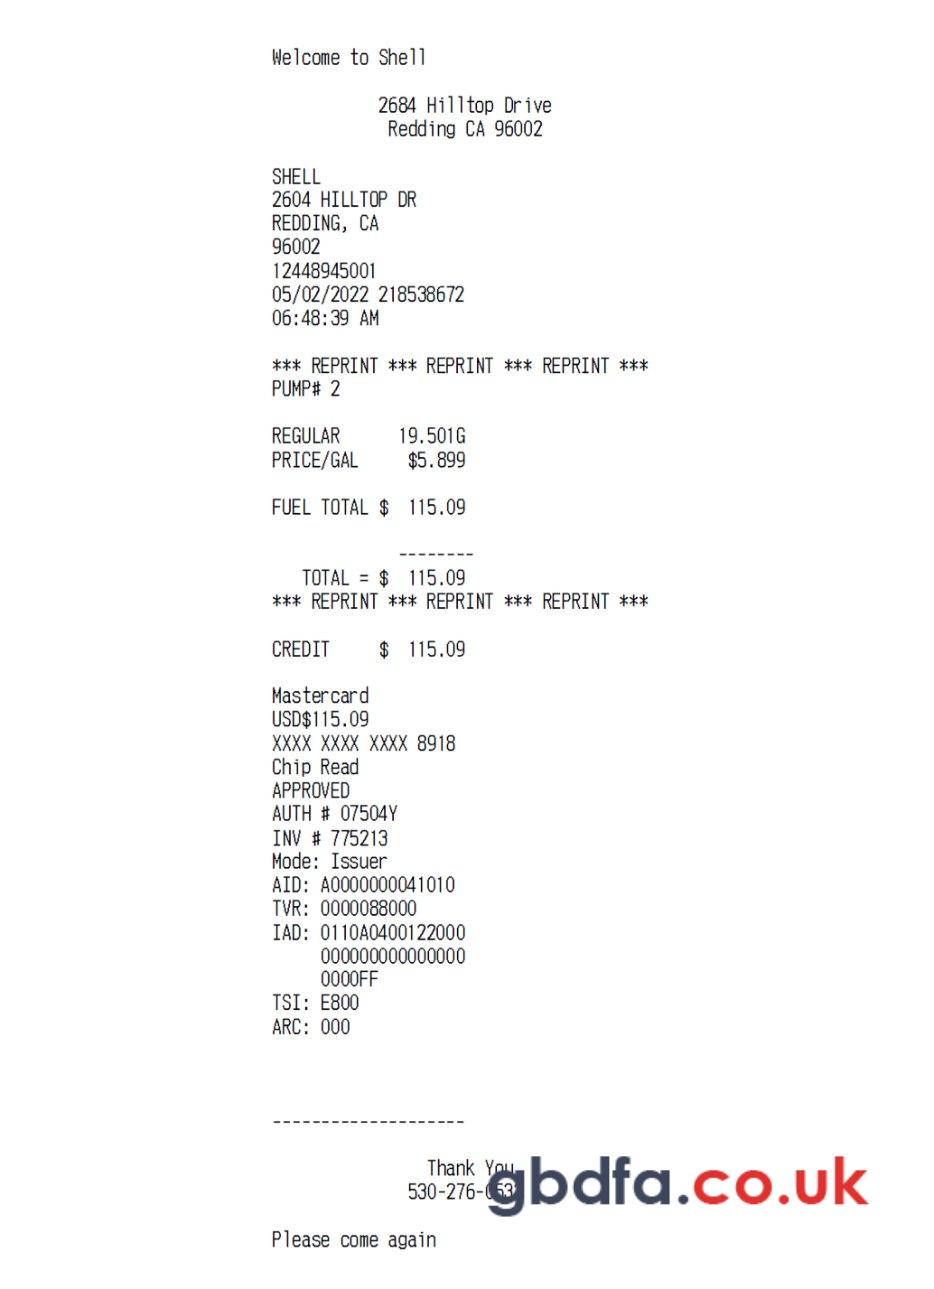 Welcome to Shell
2684 Hilltop Drive
Redding CA 96002
SHELL
2604 HILLTOP DR
REDDING, CA
96002
12448945001
05/02/2022 218538672
06:48:39 AM
*** REPRINT *** REPRINT *** REPRINT ***
PUMP# 2
REGULAR 19.501G
PRICE/GAL $5.899
FUEL TOTAL $ 115.09
--------
TOTAL = $ 115.09
*** REPRINT *** REPRINT *** REPRINT ***
CREDIT $ 115.09
Mastercard
USD$115.09
XXXX XXXX XXXX 8918
Chip Read
APPROVED
AUTH # 07504Y
INV # 775213
Mode: Issuer
AID: A0000000041010
TVR: 0000088000
IAD: 0110A0400122000
000000000000000
0000FF
TSI: E800
ARC: 000
--------------------
Thank You
530-276-
gbdfa.co.uk
Please come again